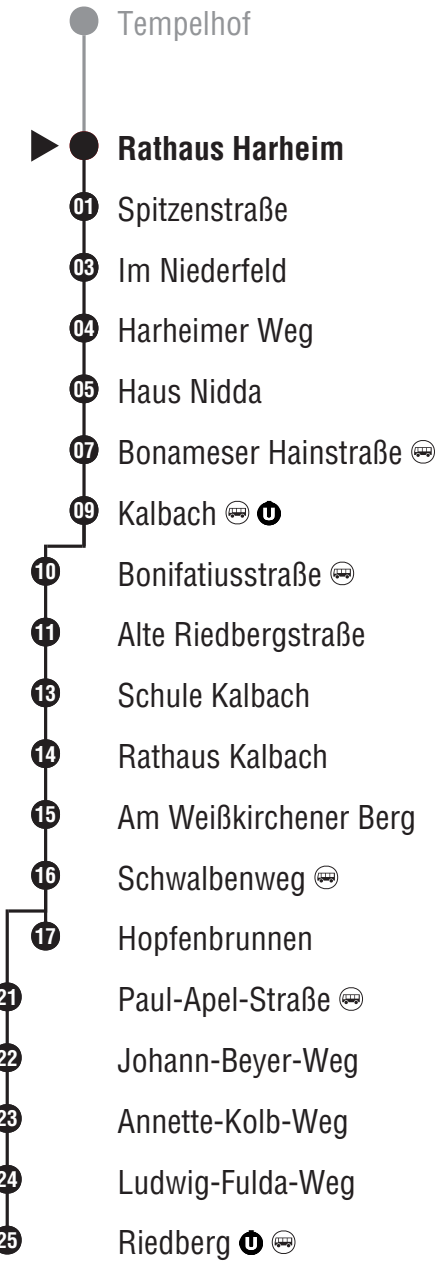 Tempelhof
Rathaus Harheim
01 Spitzenstraße
03 Im Niederfeld
04 Harheimer Weg
05 Haus Nidda
07 Bonameser Hainstraße
09 Kalbach U
10 Bonifatiusstraße
11 Alte Riedbergstraße
13 Schule Kalbach
14 Rathaus Kalbach
15 Am Weißkirchener Berg
16 Schwalbenweg
17 Hopfenbrunnen
21 Paul-Apel-Straße
22 Johann-Beyer-Weg
23 Annette-Kolb-Weg
24 Ludwig-Fulda-Weg
25 Riedberg U